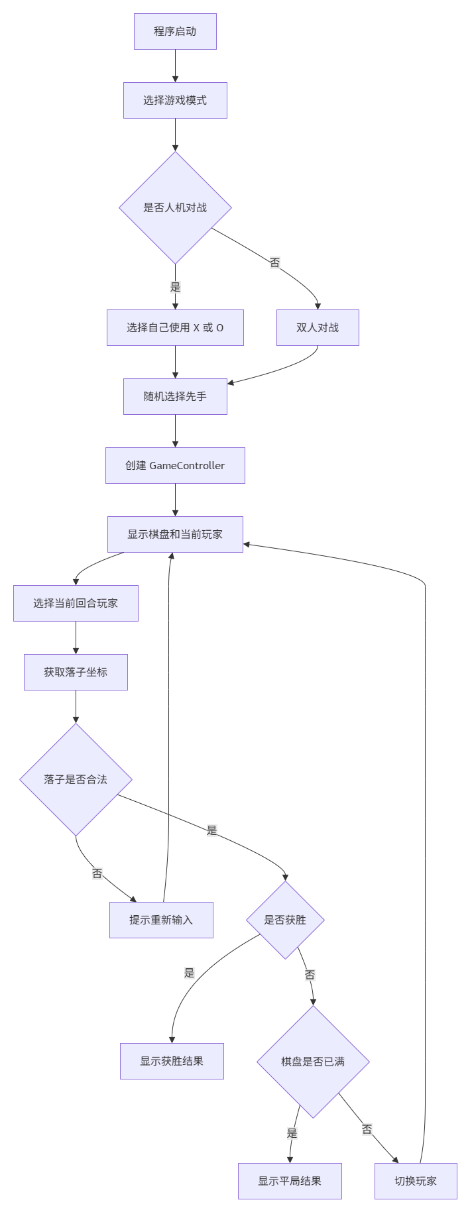 程序启动
选择游戏模式
是否人机对战
是
否
选择自己使用 X 或 O
双人对战
随机选择先手
创建 GameController
显示棋盘和当前玩家
选择当前回合玩家
获取落子坐标
落子是否合法
是
否
提示重新输入
是否获胜
是
否
显示获胜结果
棋盘是否已满
是
否
显示平局结果
切换玩家